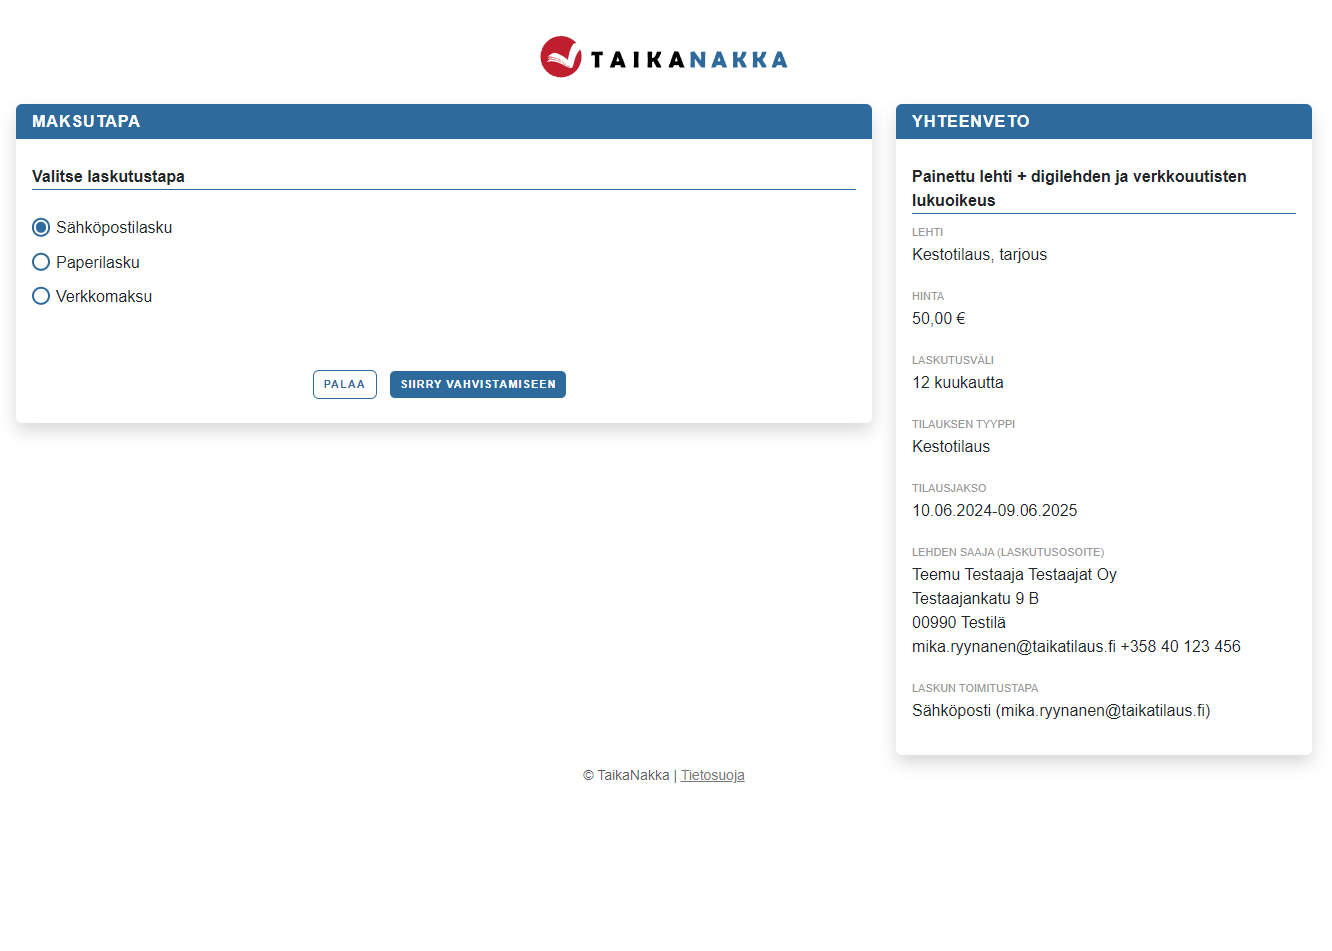 TAIKANAKKA
MAKSUTAPA
Valitse laskutustapa
Sähköpostilasku
Paperilasku
Verkkomaksu
PALAA
SIIRRY VAHVISTAMISEEN
YHTEENVETO
Painettu lehti + digilehden ja verkkouutisten
lukuoikeus
LEHTI
Kestotilaus, tarjous
HINTA
50,00 €
LASKUTUSVÄLI
12 kuukautta
TILAUKSEN TYYPPI
Kestotilaus
TILAUSJAKSO
10.06.2024-09.06.2025
LEHDEN SAAJA (LASKUTUSOSOITE)
Teemu Testaaja Testaajat Oy
Testaajankatu 9 B
00990 Testilä
mika.ryynanen@taikatilaus.fi +358 40 123 456
LASKUN TOIMITUSTAPA
Sähköposti (mika.ryynanen@taikatilaus.fi)
© TaikaNakka | Tietosuoja